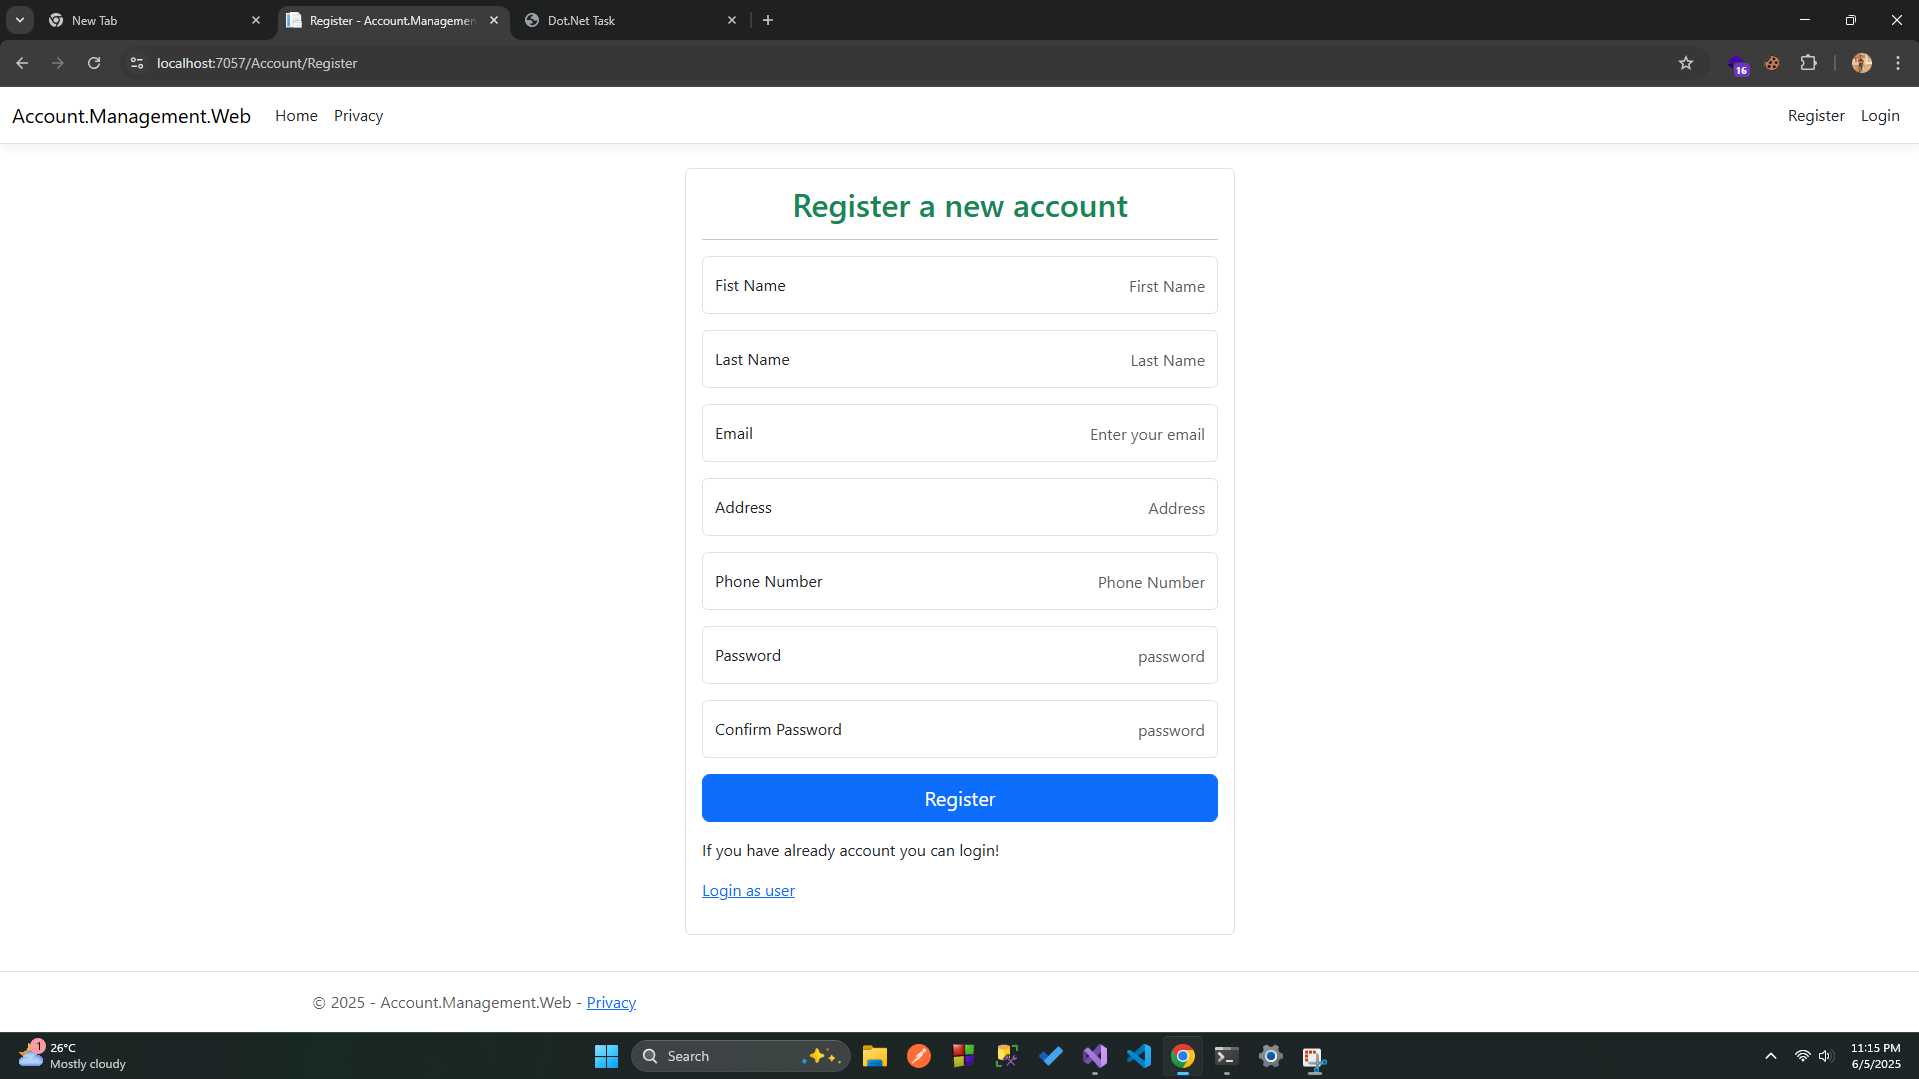 New Tab
Register - Account.Managemen
Dot.Net Task
localhost:7057/Account/Register
16
Account.Management.Web Home Privacy Register Login
Register a new account
Fist Name First Name
Last Name Last Name
Email Enter your email
Address Address
Phone Number Phone Number
Password password
Confirm Password password
Register
If you have already account you can login!
Login as user
© 2025 - Account.Management.Web - Privacy
1
26°C
Mostly cloudy
Search
11:15 PM
6/5/2025